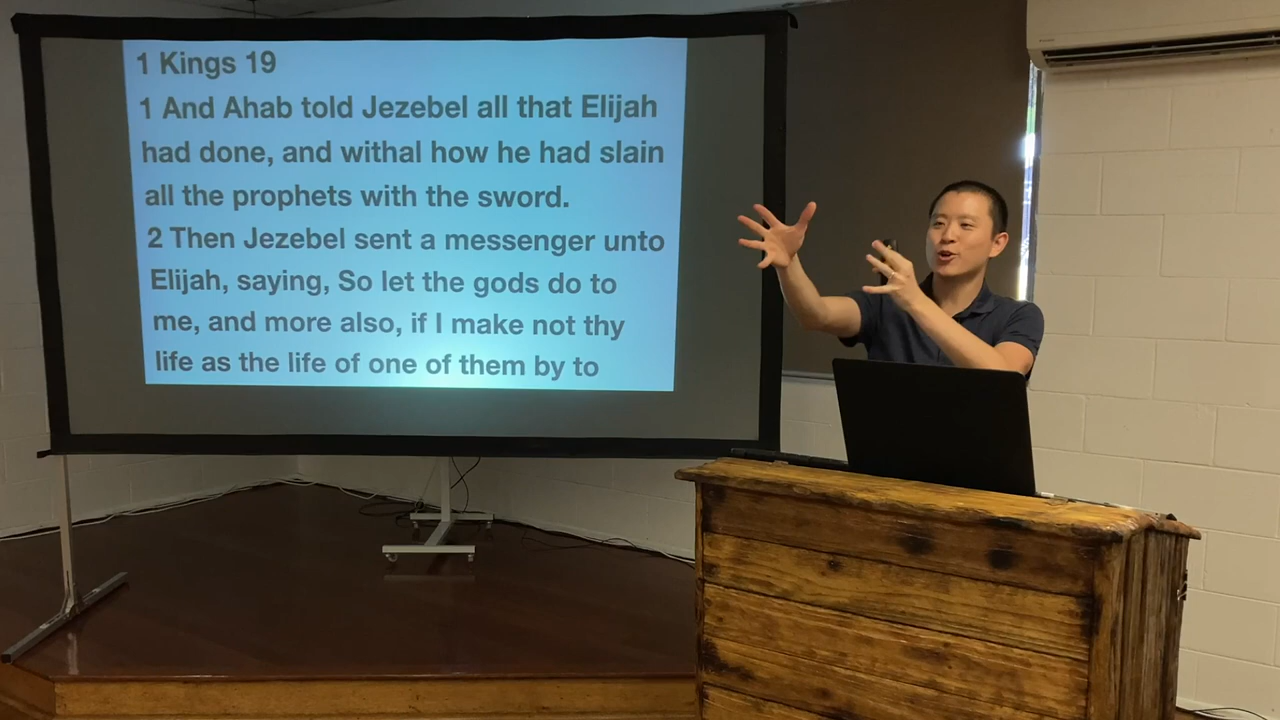 1 Kings 19
1 And Ahab told Jezebel all that Elijah
had done, and withal how he had slain
all the prophets with the sword.
2 Then Jezebel sent a messenger unto
Elijah, saying, So let the gods do to
me, and more also, if I make not thy
life as the life of one of them by to